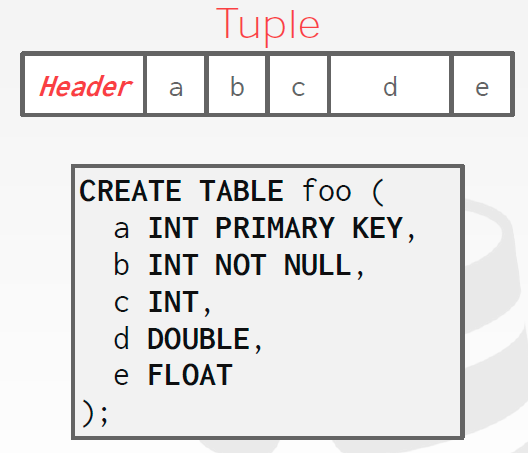 Tuple
Header a b c d e
CREATE TABLE foo (
a INT PRIMARY KEY,
b INT NOT NULL,
c INT,
d DOUBLE,
e FLOAT
);